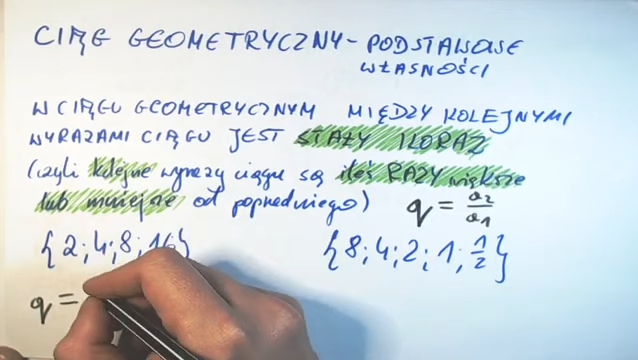 CIĄG GEOMETRYCZNY - PODSTAWOWE
WŁASNOŚCI
W CIĄGU GEOMETRYCZNYM MIĘDZY KOLEJNYMI
WYRAZAMI CIĄGU JEST STAŁY ILORAZ
(czyli kolejne wyrazy ciągu są ileś RAZY większe
lub mniejsze od poprzedniego) q = a₂/a₁
{2; 4; 8; 16} {8; 4; 2; 1; 1/2}
q =